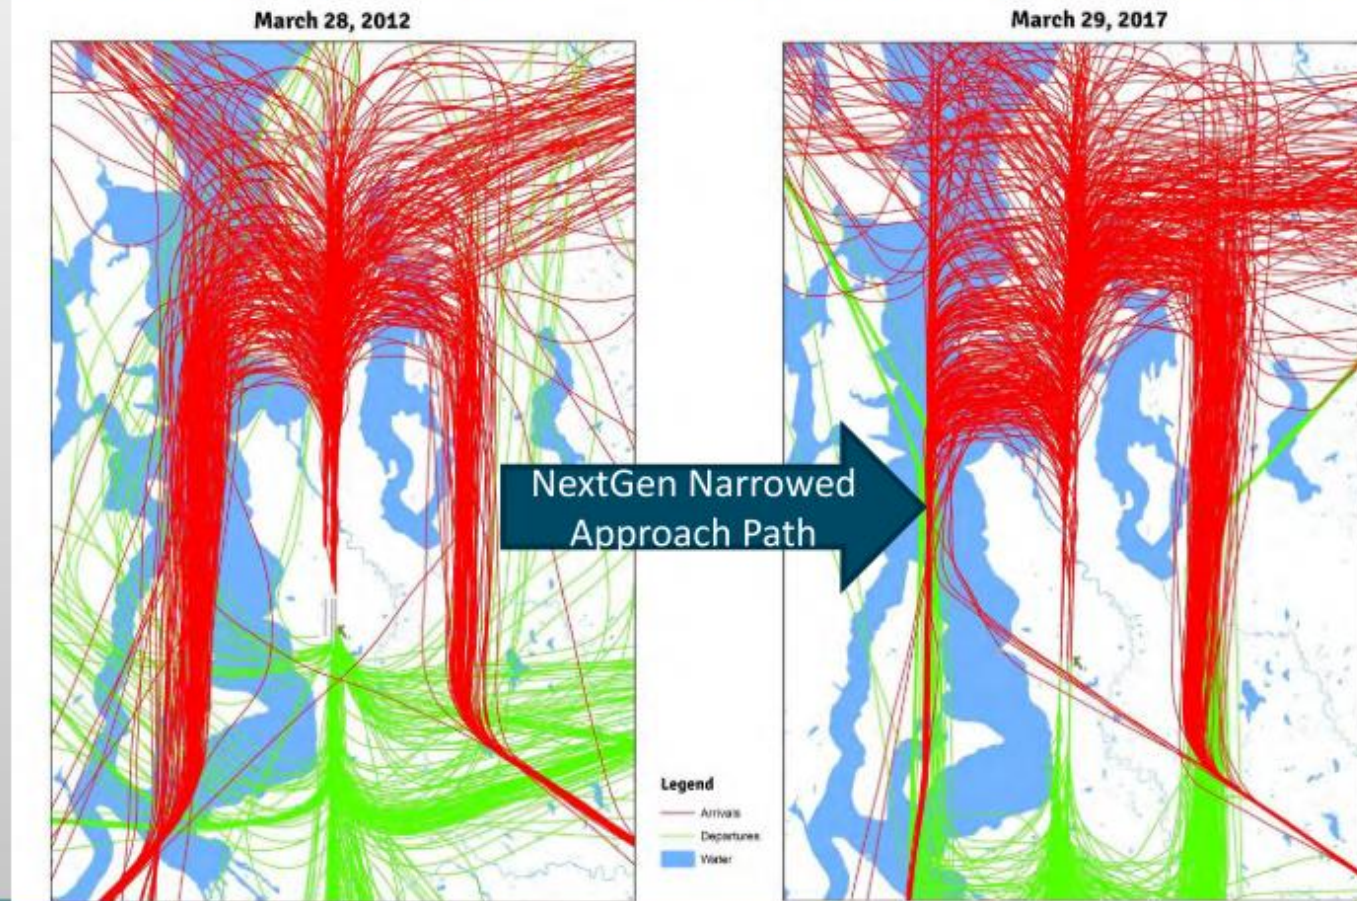 March 28, 2012
March 29, 2017
NextGen Narrowed
Approach Path
Legend
Arrivals
Departures
Water